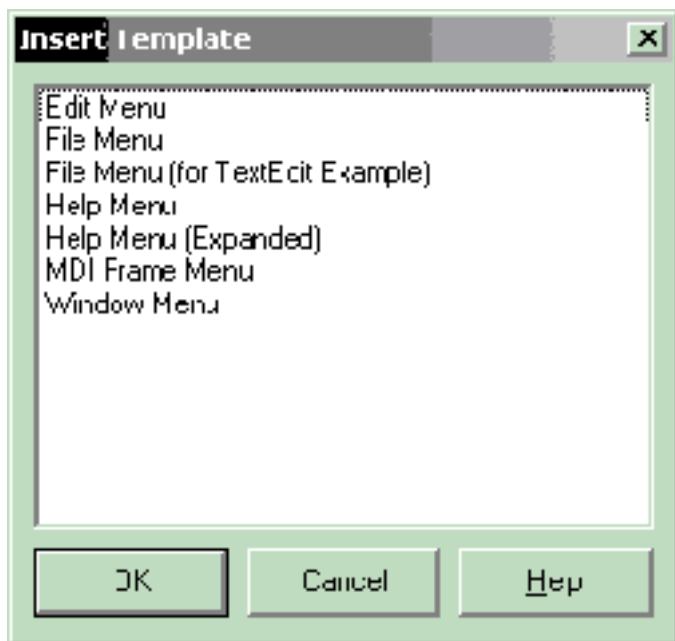 Insert Template
Edit Menu
File Menu
File Menu (for TextEdit Example)
Help Menu
Help Menu (Expanded)
MDI Frame Menu
Window Menu
OK
Cancel
Help